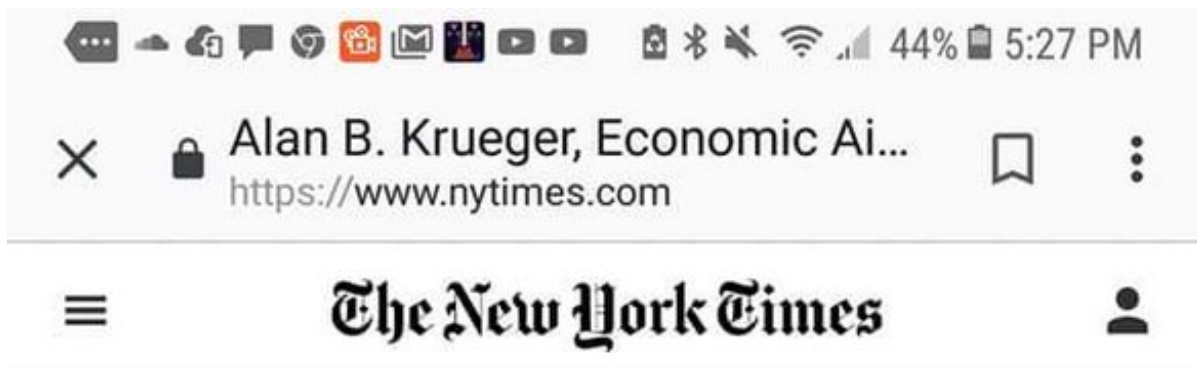 44% 5:27 PM
Alan B. Krueger, Economic Ai...
https://www.nytimes.com
The New York Times